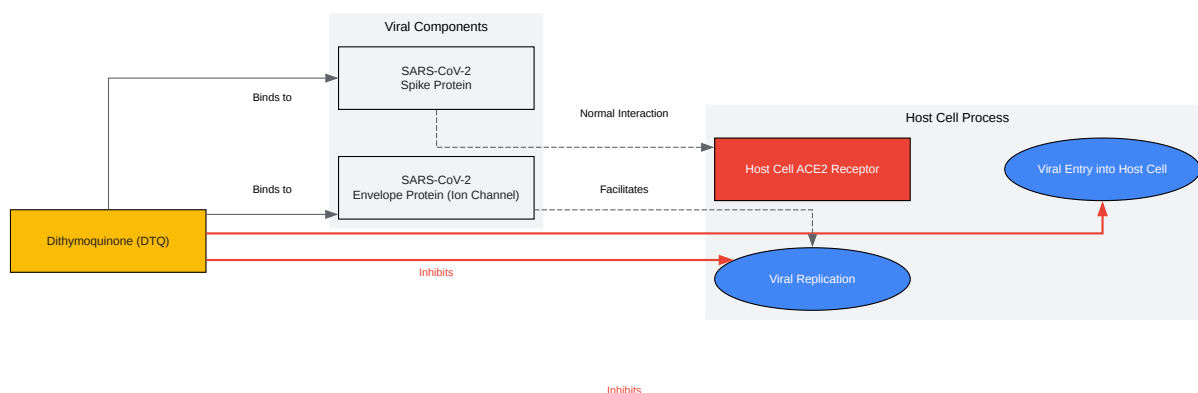 Viral Components
SARS-CoV-2
Spike Protein
Binds to
Normal Interaction
Host Cell Process
Host Cell ACE2 Receptor
Viral Entry into Host Cell
SARS-CoV-2
Envelope Protein (Ion Channel)
Binds to
Facilitates
Dithymoquinone (DTQ)
Inhibits
Viral Replication
Inhibits